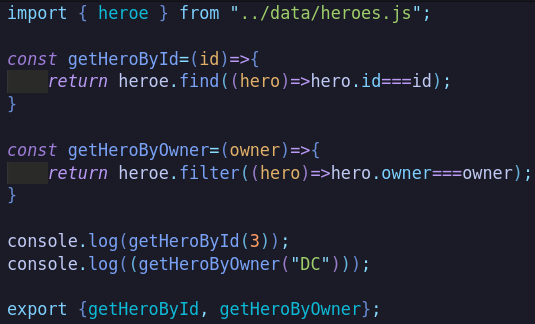 import { heroe } from "../data/heroes.js";
const getHeroById=(id)=>{
return heroe.find((hero)=>hero.id===id);
}
const getHeroByOwner=(owner)=>{
return heroe.filter((hero)=>hero.owner===owner);
}
console.log(getHeroById(3));
console.log((getHeroByOwner("DC")));
export {getHeroById, getHeroByOwner};